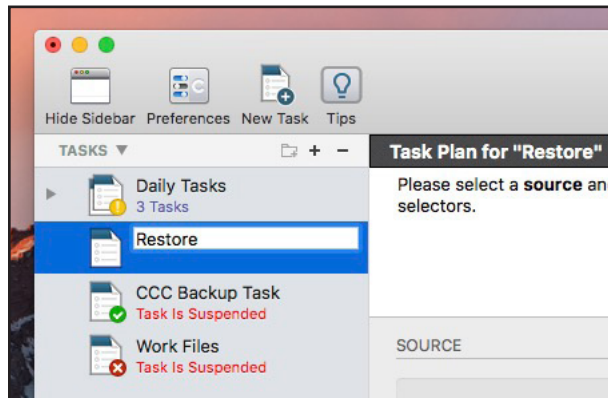 Hide Sidebar Preferences New Task Tips
TASKS ▼ + −
Task Plan for "Restore"
Daily Tasks
3 Tasks
Please select a source and
selectors.
Restore
CCC Backup Task
Task Is Suspended
Work Files
Task Is Suspended
SOURCE